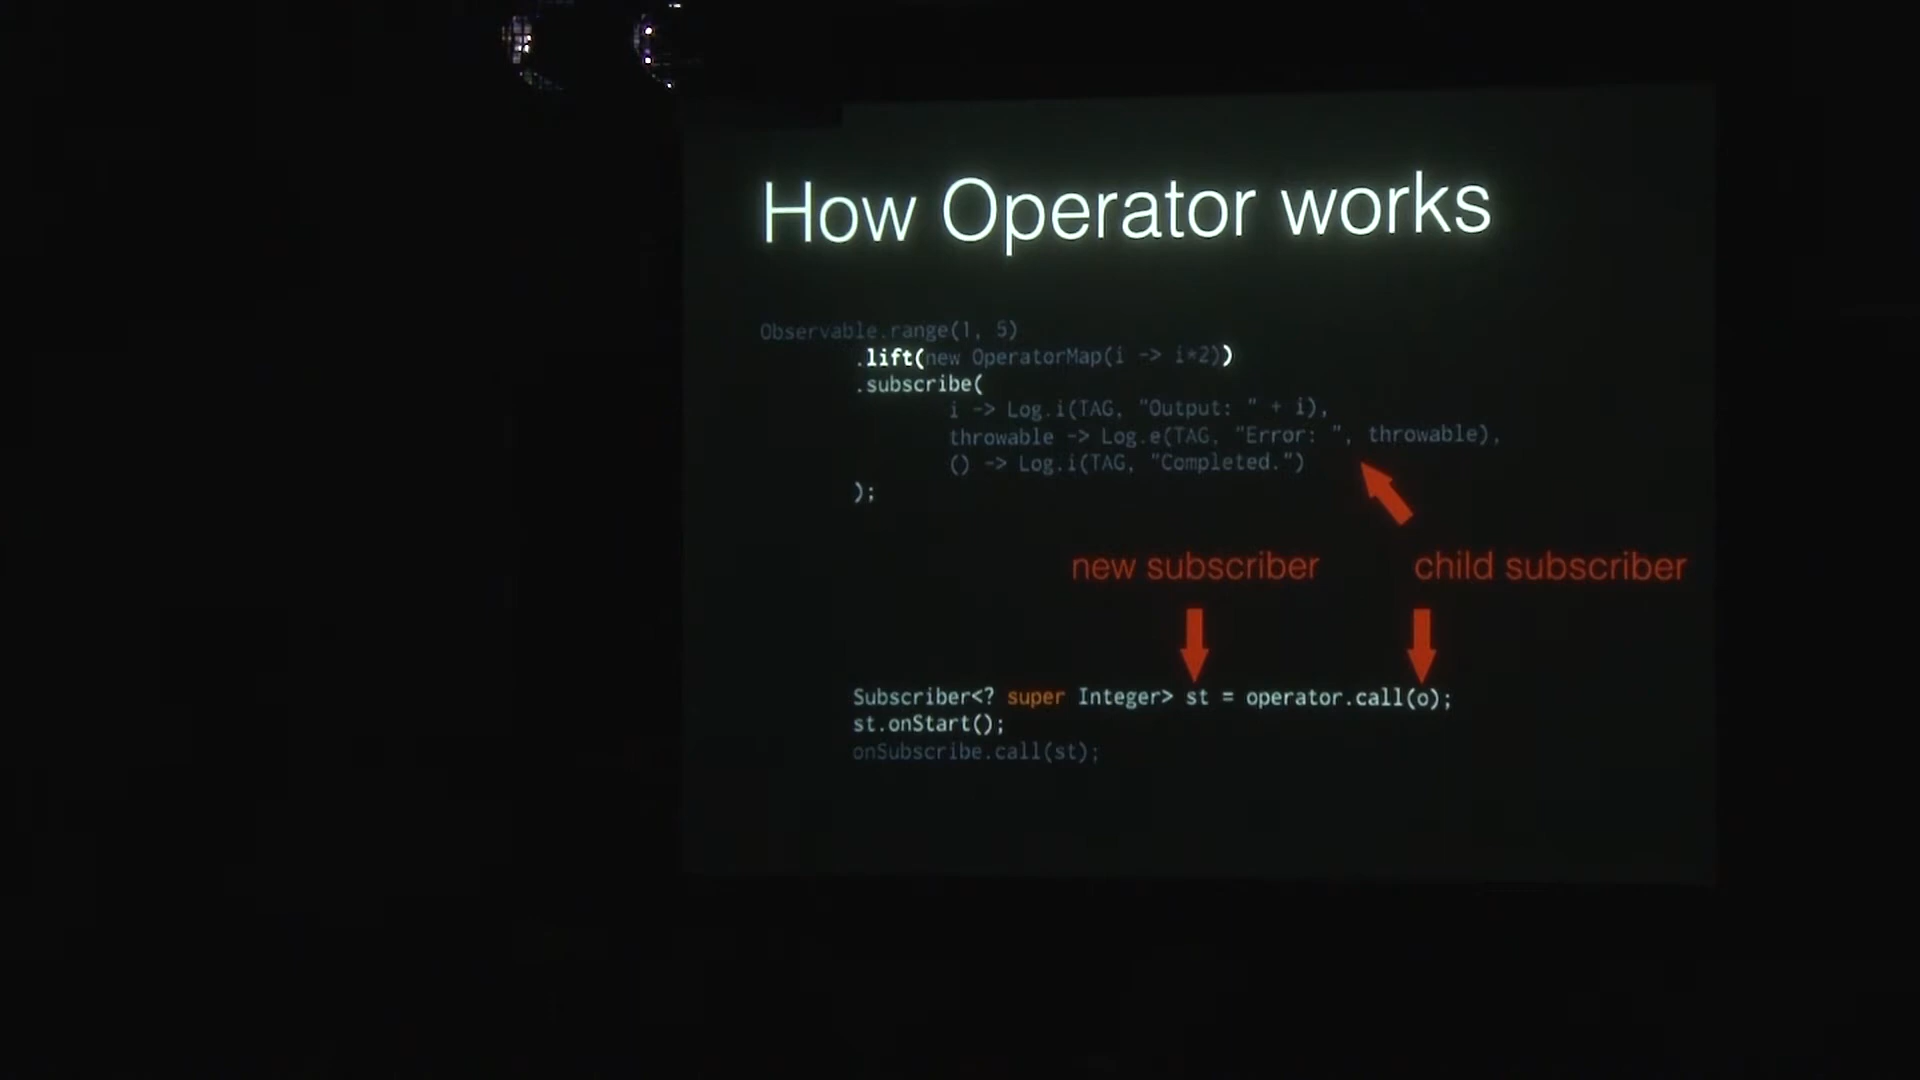 How Operator works
Observable.range(1, 5)
.lift(new OperatorMap(i -> i*2))
.subscribe(
i -> Log.i(TAG, "Output: " + i),
throwable -> Log.e(TAG, "Error: ", throwable),
() -> Log.i(TAG, "Completed.")
);
new subscriber
child subscriber
Subscriber<? super Integer> st = operator.call(o);
st.onStart();
onSubscribe.call(st);